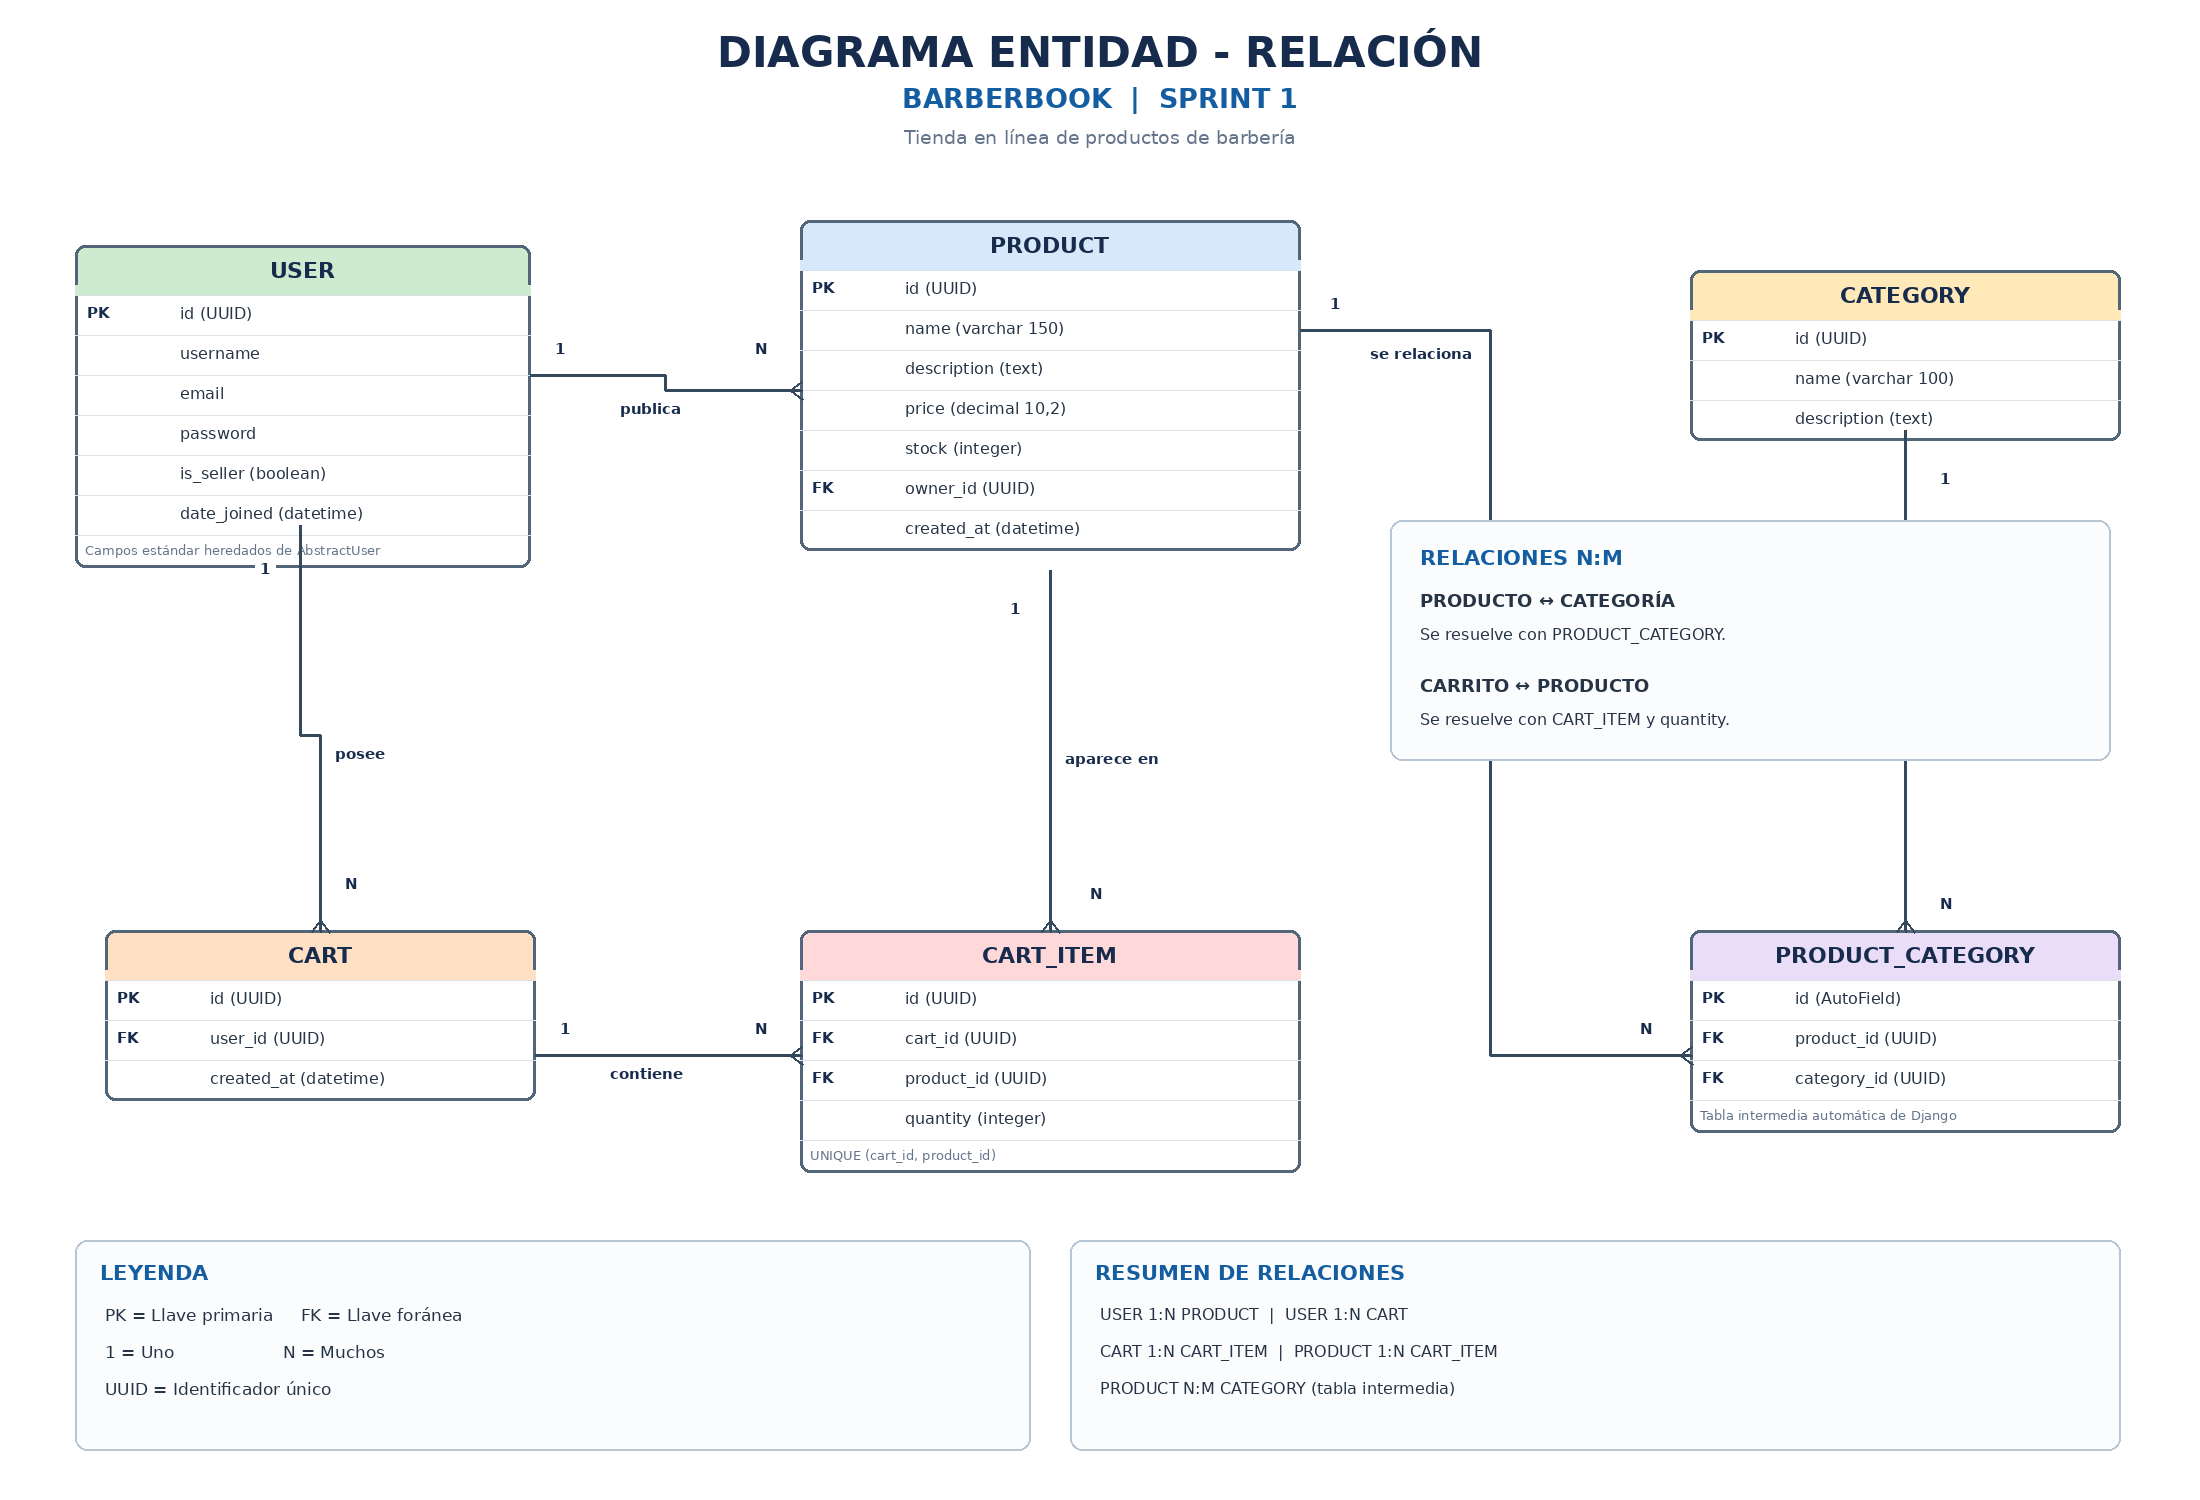 DIAGRAMA ENTIDAD - RELACIÓN
BARBERBOOK | SPRINT 1
Tienda en línea de productos de barbería
USER
PK id (UUID)
username
email
password
is_seller (boolean)
date_joined (datetime)
Campos estándar heredados de AbstractUser
1
N
publica
PRODUCT
PK id (UUID)
name (varchar 150)
description (text)
price (decimal 10,2)
stock (integer)
FK owner_id (UUID)
created_at (datetime)
1
se relaciona
CATEGORY
PK id (UUID)
name (varchar 100)
description (text)
1
1
posee
N
1
aparece en
N
RELACIONES N:M
PRODUCTO ↔ CATEGORÍA
Se resuelve con PRODUCT_CATEGORY.
CARRITO ↔ PRODUCTO
Se resuelve con CART_ITEM y quantity.
N
CART
PK id (UUID)
FK user_id (UUID)
created_at (datetime)
1
N
contiene
CART_ITEM
PK id (UUID)
FK cart_id (UUID)
FK product_id (UUID)
quantity (integer)
UNIQUE (cart_id, product_id)
N
PRODUCT_CATEGORY
PK id (AutoField)
FK product_id (UUID)
FK category_id (UUID)
Tabla intermedia automática de Django
LEYENDA
PK = Llave primaria FK = Llave foránea
1 = Uno N = Muchos
UUID = Identificador único
RESUMEN DE RELACIONES
USER 1:N PRODUCT | USER 1:N CART
CART 1:N CART_ITEM | PRODUCT 1:N CART_ITEM
PRODUCT N:M CATEGORY (tabla intermedia)